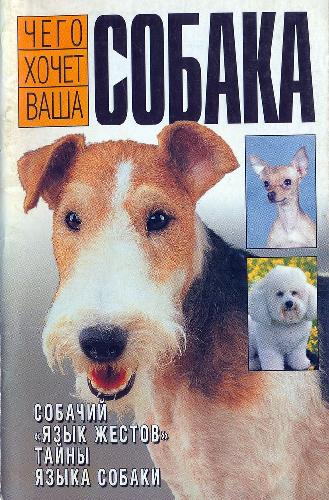 ЧЕГО
ХОЧЕТ
ВАША
СОБАКА
СОБАЧИЙ
«ЯЗЫК ЖЕСТОВ»
ТАЙНЫ
ЯЗЫКА СОБАКИ